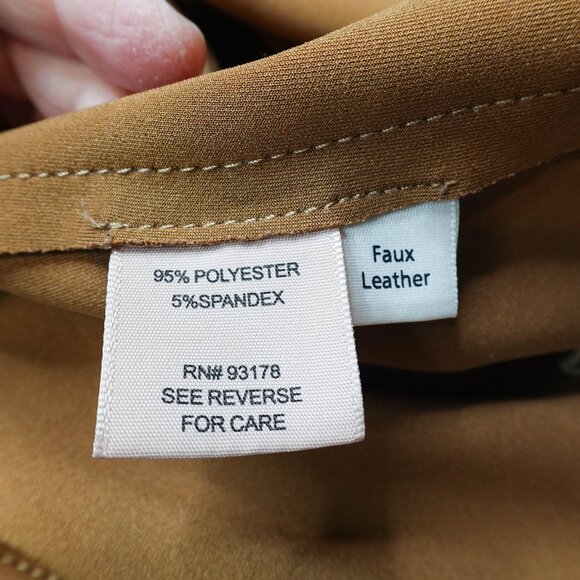 95% POLYESTER
5%SPANDEX
RN# 93178
SEE REVERSE
FOR CARE
Faux
Leather